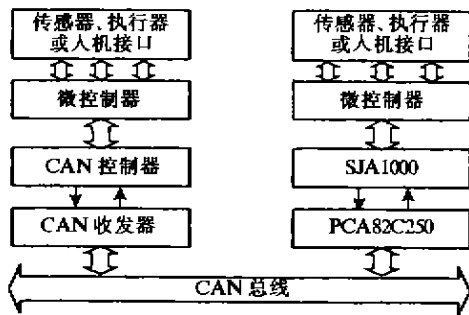 传感器、执行器
或人机接口
微控制器
CAN 控制器
CAN 收发器
传感器、执行器
或人机接口
微控制器
SJA1000
PCA82C250
CAN 总线